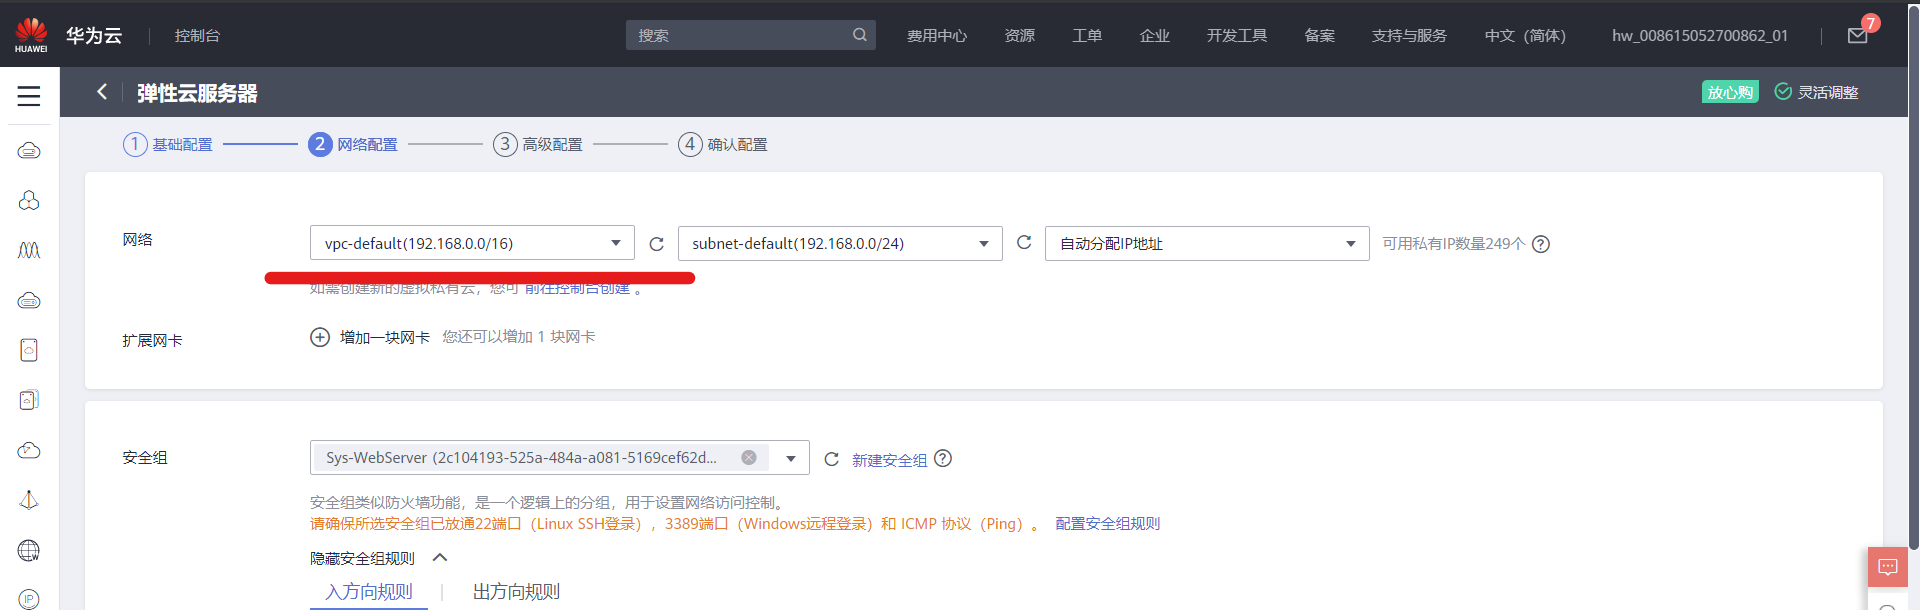 HUAWEI
华为云 控制台 搜索 费用中心 资源 工单 企业 开发工具 备案 支持与服务 中文（简体） hw_008615052700862_01 7
弹性云服务器 放心购 灵活调整
1 基础配置 2 网络配置 3 高级配置 4 确认配置
网络 vpc-default(192.168.0.0/16) subnet-default(192.168.0.0/24) 自动分配IP地址 可用私有IP数量249个 ?
如需创建新的虚拟私有云，您可 前往控制台创建 。
扩展网卡 增加一块网卡 您还可以增加 1 块网卡
安全组 Sys-WebServer (2c104193-525a-484a-a081-5169cef62d... 新建安全组 ?
安全组类似防火墙功能，是一个逻辑上的分组，用于设置网络访问控制。
请确保所选安全组已放通22端口（Linux SSH登录），3389端口（Windows远程登录）和 ICMP 协议（Ping）。 配置安全组规则
隐藏安全组规则
入方向规则 出方向规则
W
IP